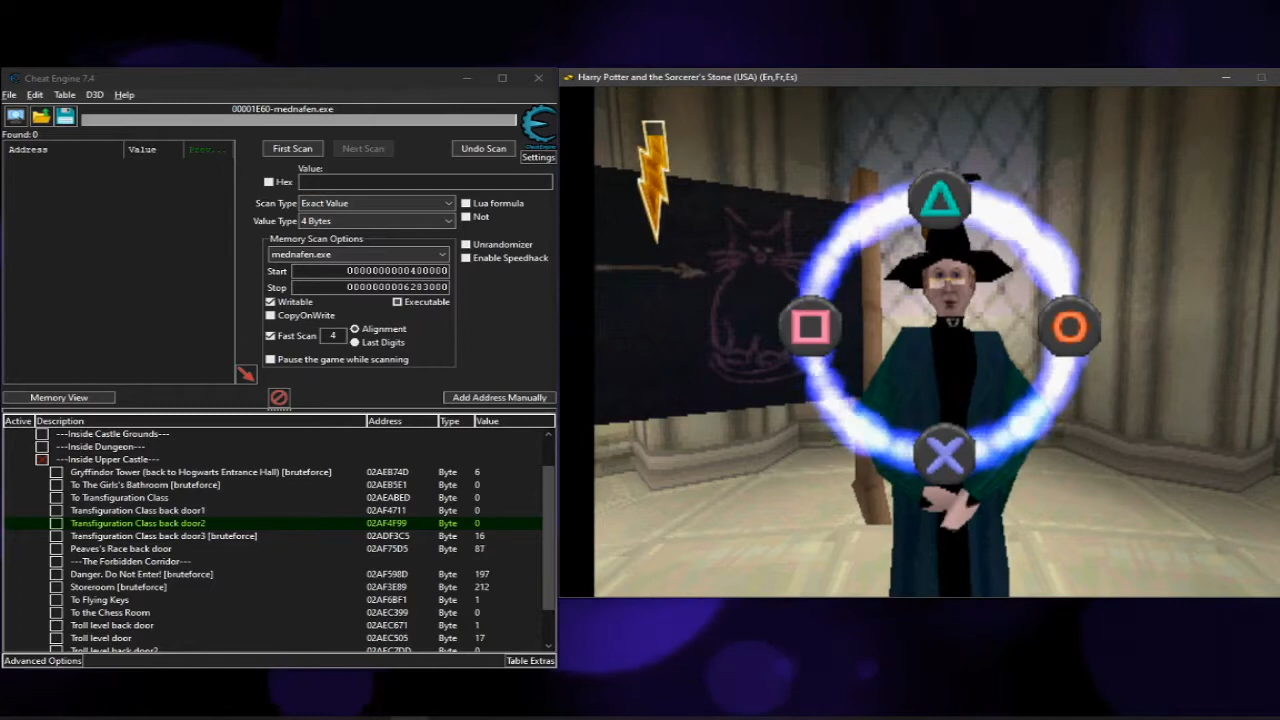 Cheat Engine 7.4
File Edit Table D3D Help
00001E60-mednafen.exe
Found: 0
Address Value Prev...
First Scan Next Scan Undo Scan
Settings
Value:
Hex
Scan Type Exact Value Lua formula
Not
Value Type 4 Bytes
Memory Scan Options
mednafen.exe
Unrandomizer
Enable Speedhack
Start 0000000000400000
Stop 0000000006283000
Writable Executable
CopyOnWrite
Fast Scan 4 Alignment
Last Digits
Pause the game while scanning
Memory View Add Address Manually
Active Description Address Type Value
---Inside Castle Grounds---
---Inside Dungeon---
---Inside Upper Castle---
Gryffindor Tower (back to Hogwarts Entrance Hall) [bruteforce] 02AEB74D Byte 6
To The Girl's Bathroom [bruteforce] 02AEB5E1 Byte 0
To Transfiguration Class 02AEABED Byte 0
Transfiguration Class back door1 02AF4711 Byte 0
Transfiguration Class back door2 02AF4F99 Byte 0
Transfiguration Class back door3 [bruteforce] 02ADF3C5 Byte 16
Peaves's Race back door 02AF75D5 Byte 87
---The Forbidden Corridor---
Danger. Do Not Enter! [bruteforce] 02AF598D Byte 197
Storeroom [bruteforce] 02AF3E89 Byte 212
To Flying Keys 02AF6BF1 Byte 1
To the Chess Room 02AEC399 Byte 0
Troll level back door 02AEC671 Byte 1
Troll level door 02AEC505 Byte 17
Troll level back door2 02AEC7DD Byte 0
Advanced Options Table Extras
Harry Potter and the Sorcerer's Stone (USA) (En,Fr,Es)